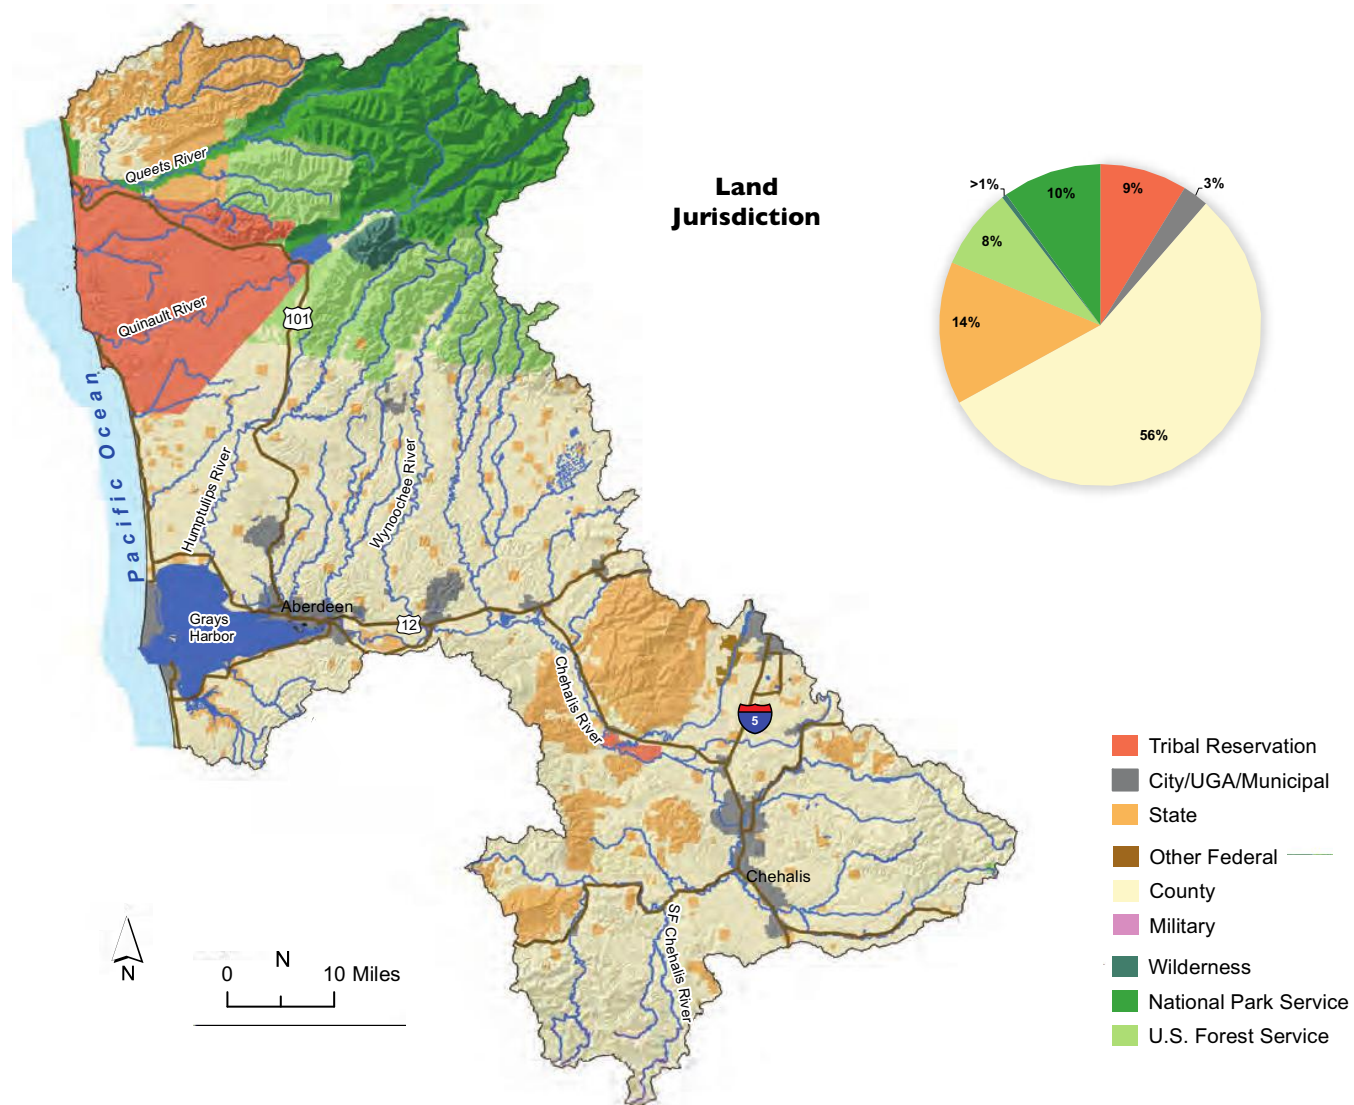 Land
Jurisdiction
>1%
10%
9%
3%
8%
14%
56%
Queets River
Quinault River
101
Pacific Ocean
Humptulips River
Wynoochee River
Grays
Harbor
Aberdeen
12
Chehalis River
5
Chehalis
SF Chehalis River
N
N
0
10 Miles
Tribal Reservation
City/UGA/Municipal
State
Other Federal
County
Military
Wilderness
National Park Service
U.S. Forest Service